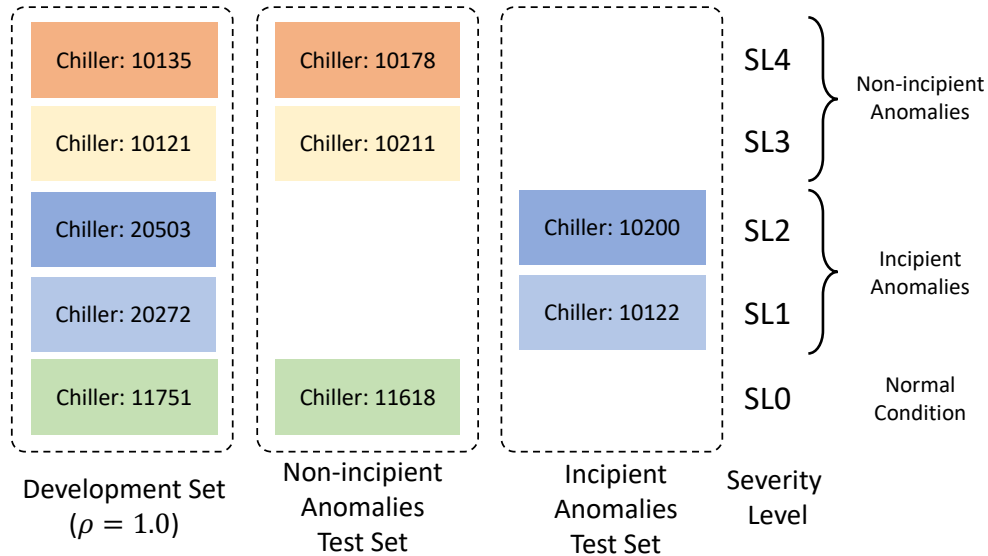 Chiller: 10135
Chiller: 10178
SL4
Non-incipient
Anomalies
Chiller: 10121
Chiller: 10211
SL3
Chiller: 20503
Chiller: 10200
SL2
Incipient
Anomalies
Chiller: 20272
Chiller: 10122
SL1
Chiller: 11751
Chiller: 11618
SL0
Normal
Condition
Development Set
(ρ = 1.0)
Non-incipient
Anomalies
Test Set
Incipient
Anomalies
Test Set
Severity
Level